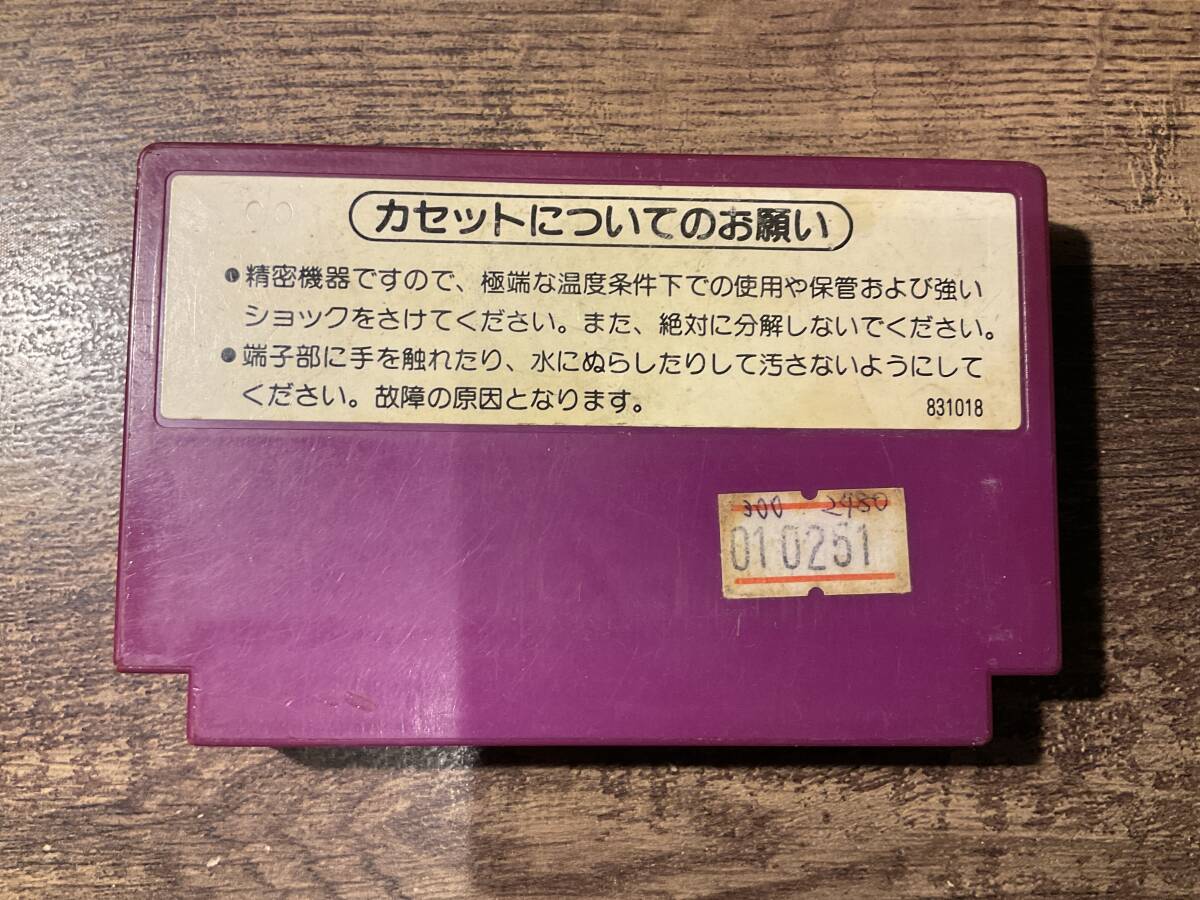 カセットについてのお願い
●精密機器ですので、極端な温度条件下での使用や保管および強い
ショックをさけてください。また、絶対に分解しないでください。
●端子部に手を触れたり、水にぬらしたりして汚さないようにして
ください。故障の原因となります。
831018
300 2480
010251